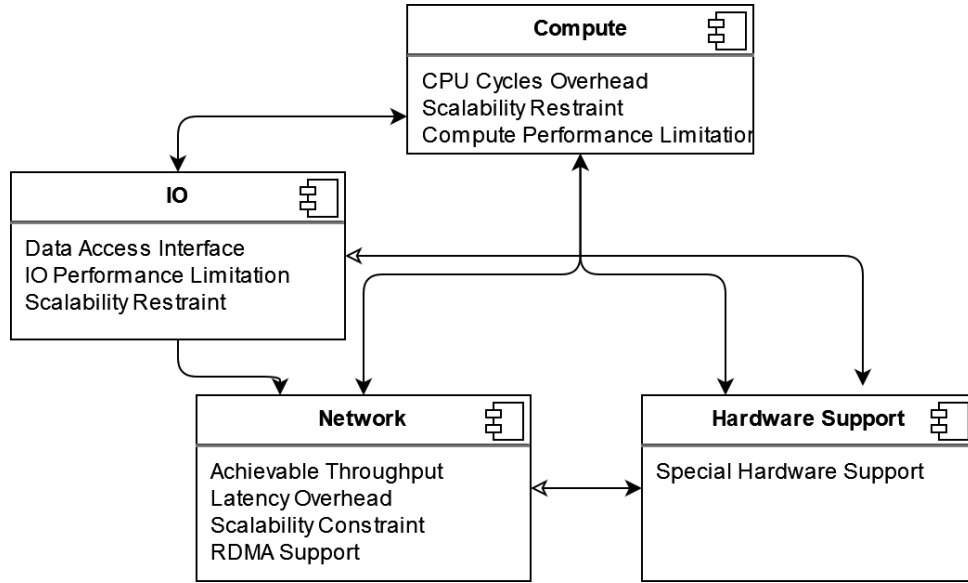 Compute
CPU Cycles Overhead
Scalability Restraint
Compute Performance Limitation
IO
Data Access Interface
IO Performance Limitation
Scalability Restraint
Network
Achievable Throughput
Latency Overhead
Scalability Constraint
RDMA Support
Hardware Support
Special Hardware Support